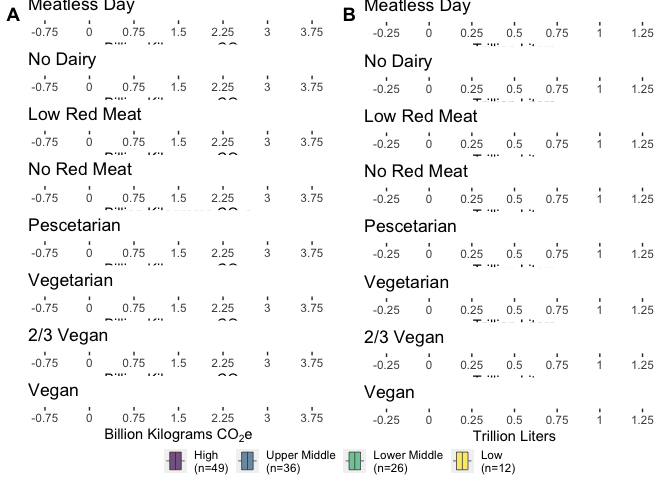 A
Meatless Day
-0.75 0 0.75 1.5 2.25 3 3.75
Billion Kilograms CO
No Dairy
-0.75 0 0.75 1.5 2.25 3 3.75
Low Red Meat
-0.75 0 0.75 1.5 2.25 3 3.75
No Red Meat
-0.75 0 0.75 1.5 2.25 3 3.75
Billion Kilograms
Pescetarian
-0.75 0 0.75 1.5 2.25 3 3.75
Vegetarian
-0.75 0 0.75 1.5 2.25 3 3.75
2/3 Vegan
-0.75 0 0.75 1.5 2.25 3 3.75
Vegan
-0.75 0 0.75 1.5 2.25 3 3.75
Billion Kilograms CO₂e
B
Meatless Day
-0.25 0 0.25 0.5 0.75 1 1.25
No Dairy
-0.25 0 0.25 0.5 0.75 1 1.25
Low Red Meat
-0.25 0 0.25 0.5 0.75 1 1.25
No Red Meat
-0.25 0 0.25 0.5 0.75 1 1.25
Pescetarian
-0.25 0 0.25 0.5 0.75 1 1.25
Vegetarian
-0.25 0 0.25 0.5 0.75 1 1.25
2/3 Vegan
-0.25 0 0.25 0.5 0.75 1 1.25
Vegan
-0.25 0 0.25 0.5 0.75 1 1.25
Trillion Liters
High
(n=49)
Upper Middle
(n=36)
Lower Middle
(n=26)
Low
(n=12)